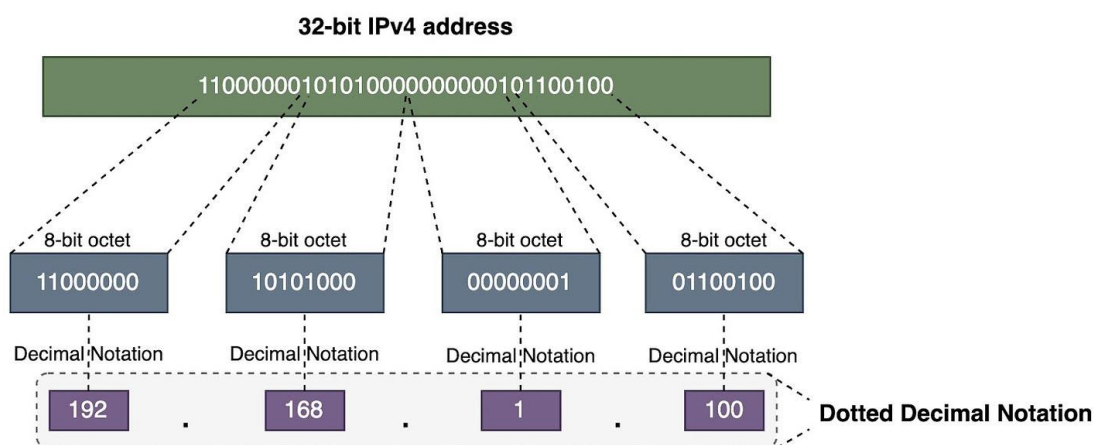 32-bit IPv4 address
11000000101010000000000101100100
8-bit octet 8-bit octet 8-bit octet 8-bit octet
11000000 10101000 00000001 01100100
Decimal Notation Decimal Notation Decimal Notation Decimal Notation
192 . 168 . 1 . 100
Dotted Decimal Notation